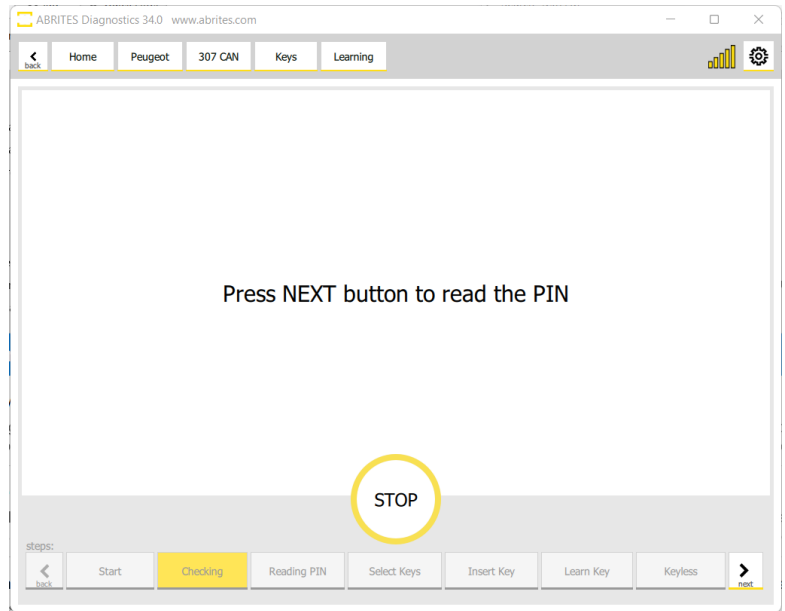 ABRITES Diagnostics 34.0 www.abrites.com
back Home Peugeot 307 CAN Keys Learning
Press NEXT button to read the PIN
STOP
steps:
back Start Checking Reading PIN Select Keys Insert Key Learn Key Keyless next